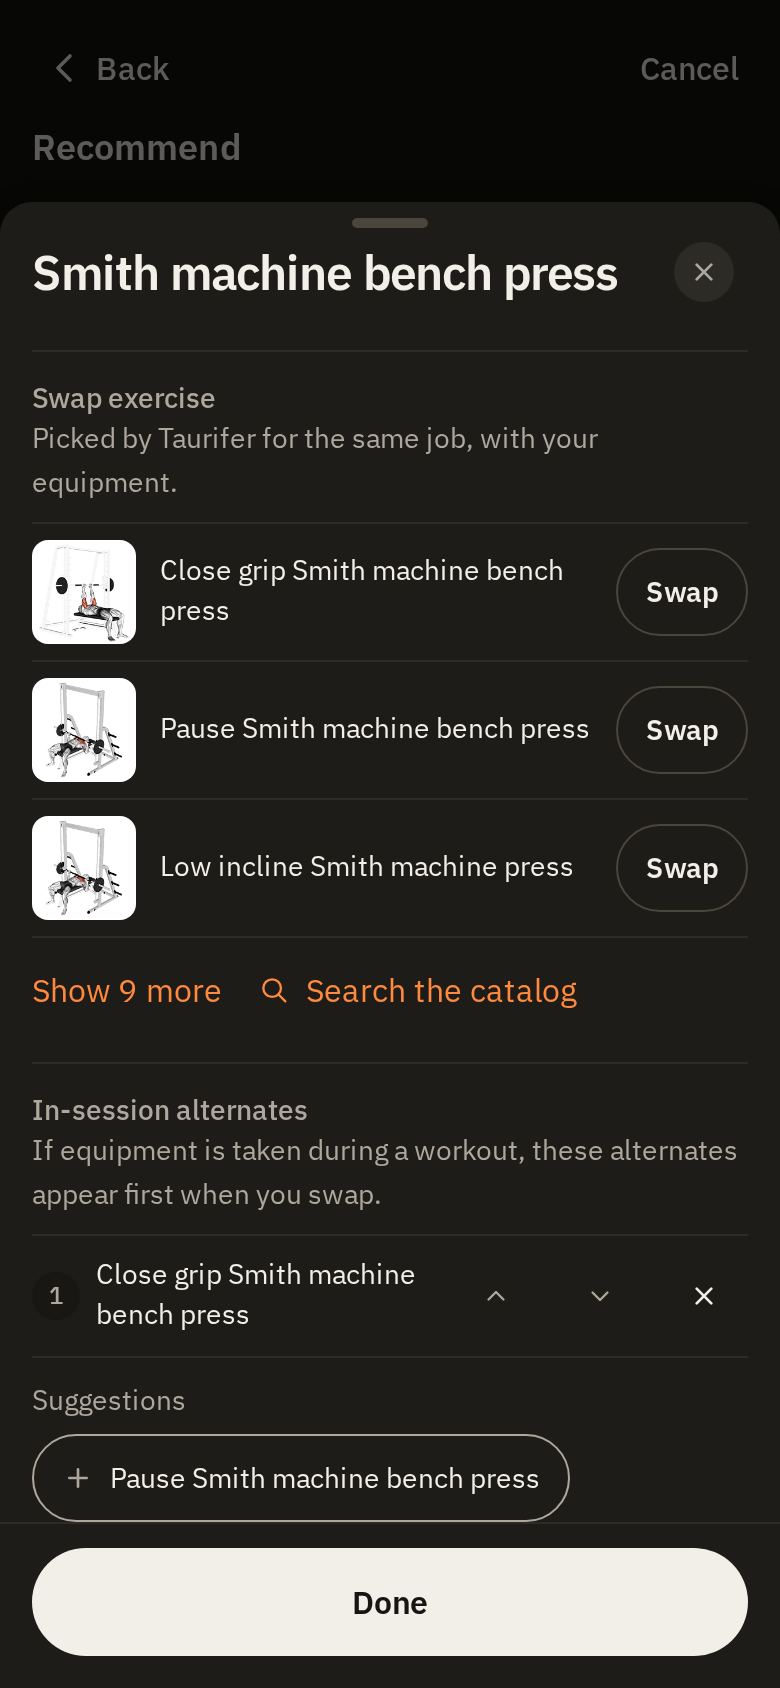 Back
Cancel
Recommend
Smith machine bench press
Swap exercise
Picked by Taurifer for the same job, with your
equipment.
Close grip Smith machine bench
press
Swap
Pause Smith machine bench press
Swap
Low incline Smith machine press
Swap
Show 9 more
Search the catalog
In-session alternates
If equipment is taken during a workout, these alternates
appear first when you swap.
1
Close grip Smith machine
bench press
Suggestions
Pause Smith machine bench press
Done